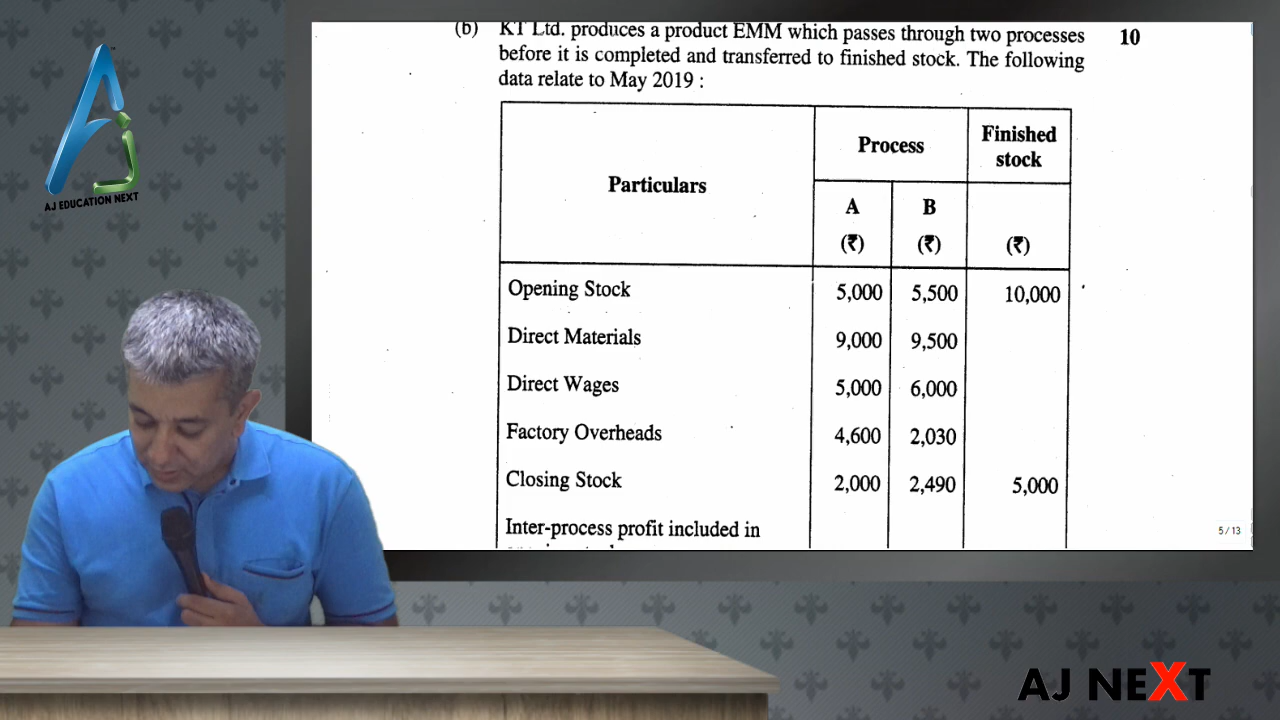 (b) KT Ltd. produces a product EMM which passes through two processes 10
before it is completed and transferred to finished stock. The following
data relate to May 2019 :
Particulars Process Finished stock
A (₹) B (₹) (₹)
Opening Stock 5,000 5,500 10,000
Direct Materials 9,000 9,500
Direct Wages 5,000 6,000
Factory Overheads 4,600 2,030
Closing Stock 2,000 2,490 5,000
Inter-process profit included in
5/13
AJ EDUCATION NEXT
AJ NEXT